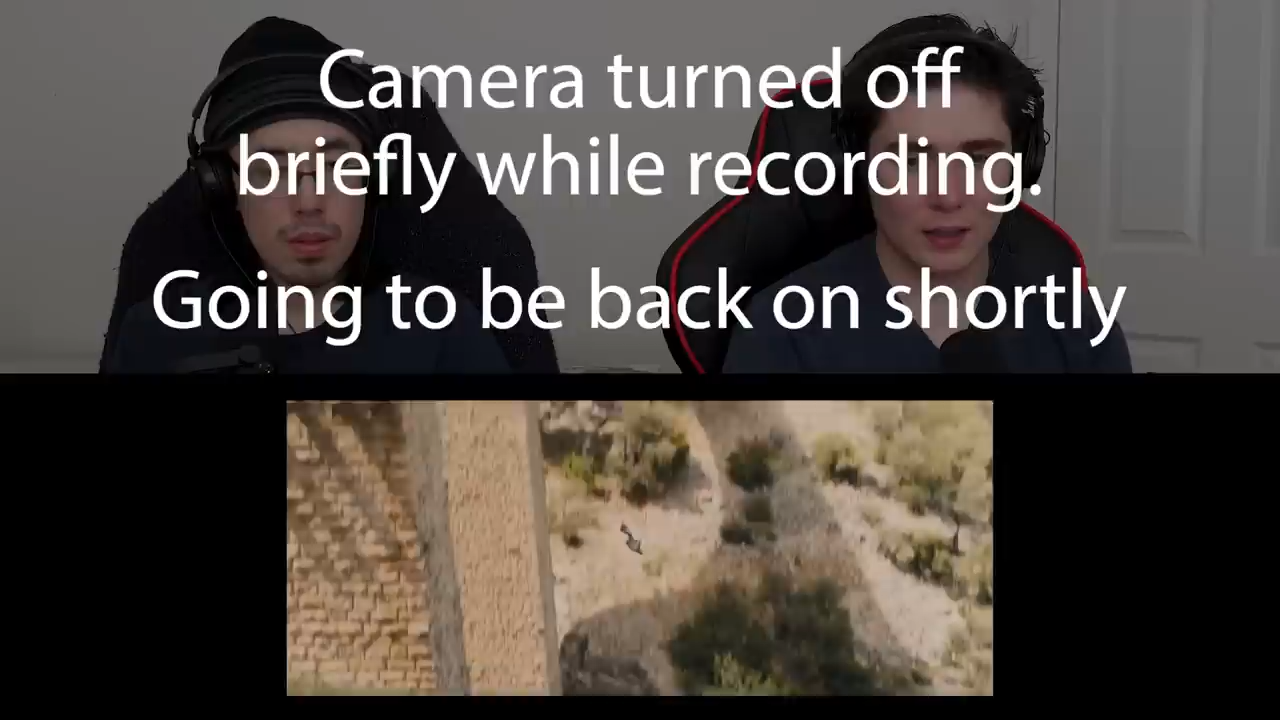 Camera turned off
briefly while recording.
Going to be back on shortly